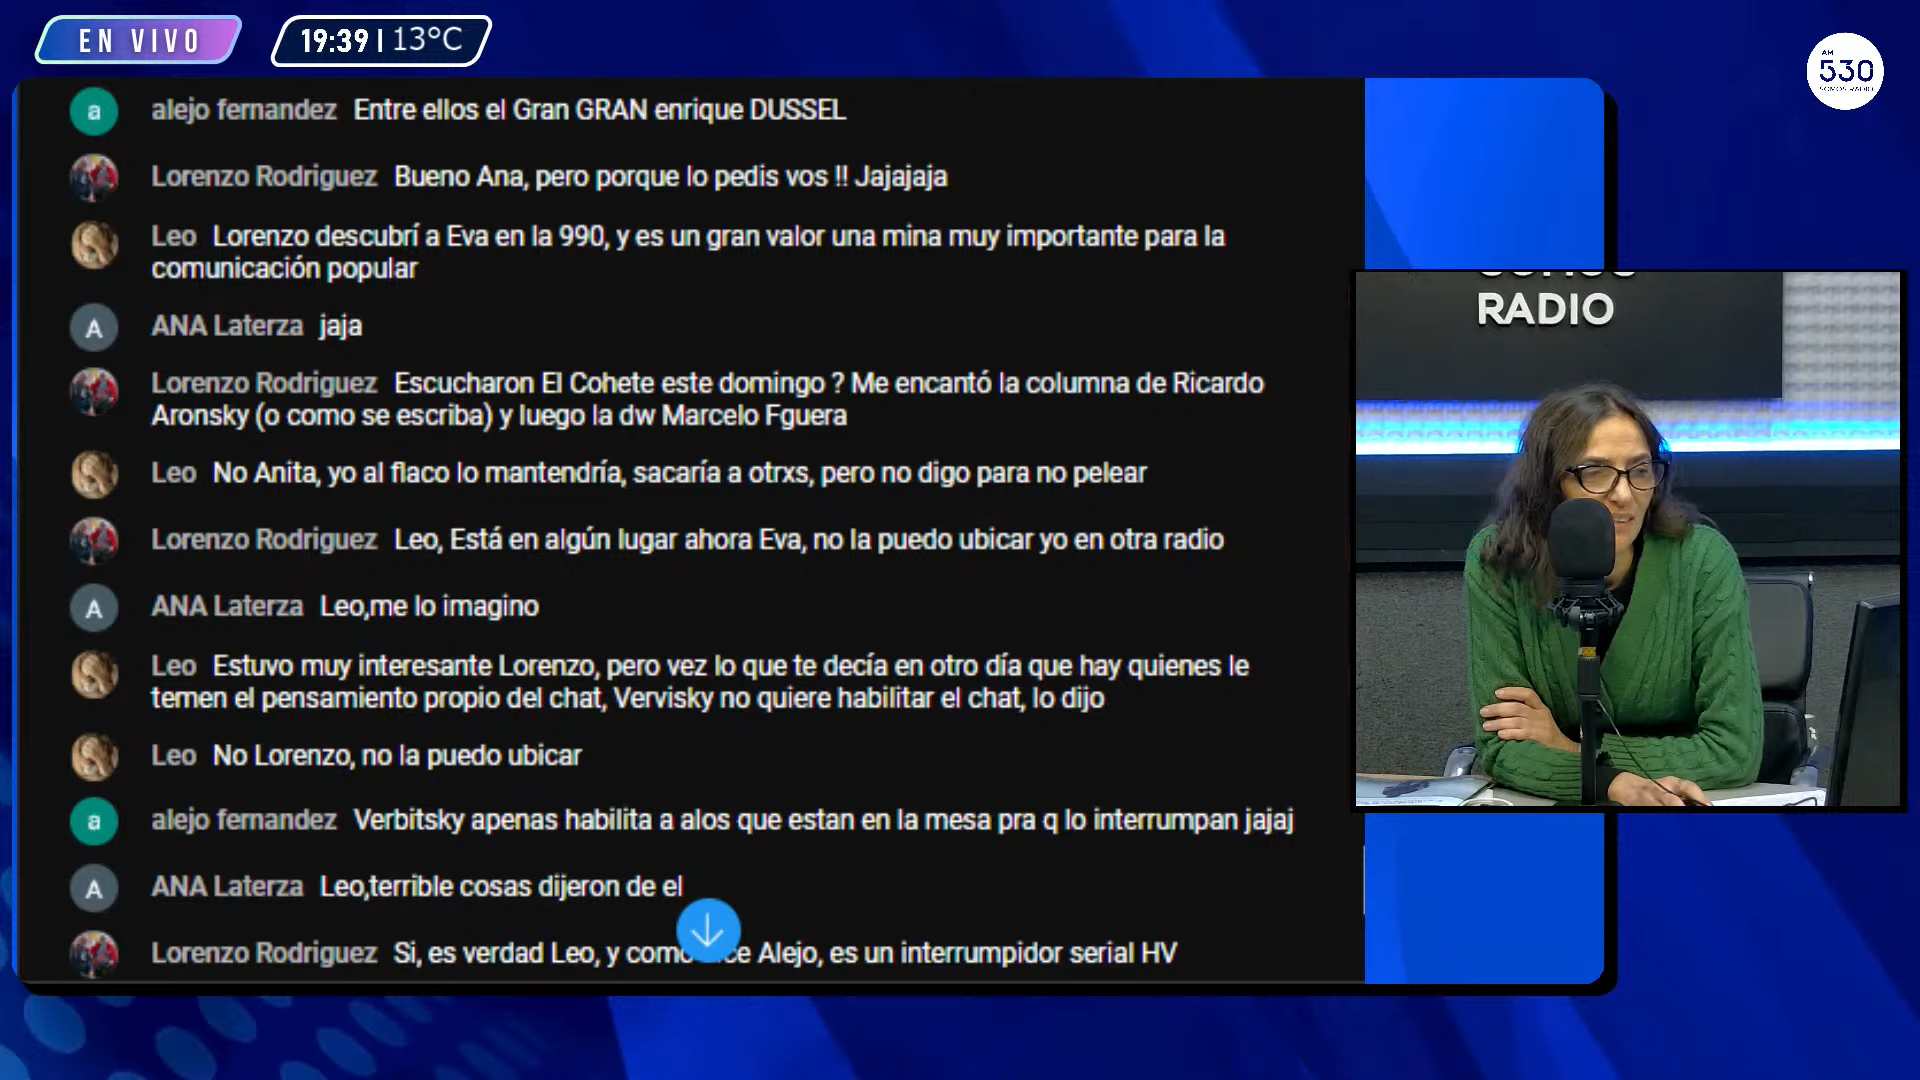 EN VIVO
19:39 | 13°C
AM
530
SOMOS RADIO
a alejo fernandez Entre ellos el Gran GRAN enrique DUSSEL
Lorenzo Rodriguez Bueno Ana, pero porque lo pedis vos !! Jajajaja
Leo Lorenzo descubrí a Eva en la 990, y es un gran valor una mina muy importante para la
comunicación popular
A ANA Laterza jaja
Lorenzo Rodriguez Escucharon El Cohete este domingo ? Me encantó la columna de Ricardo
Aronsky (o como se escriba) y luego la dw Marcelo Fguera
Leo No Anita, yo al flaco lo mantendría, sacaría a otrxs, pero no digo para no pelear
Lorenzo Rodriguez Leo, Está en algún lugar ahora Eva, no la puedo ubicar yo en otra radio
A ANA Laterza Leo,me lo imagino
Leo Estuvo muy interesante Lorenzo, pero vez lo que te decía en otro día que hay quienes le
temen el pensamiento propio del chat, Vervisky no quiere habilitar el chat, lo dijo
Leo No Lorenzo, no la puedo ubicar
a alejo fernandez Verbitsky apenas habilita a alos que estan en la mesa pra q lo interrumpan jajaj
A ANA Laterza Leo,terrible cosas dijeron de el
Lorenzo Rodriguez Si, es verdad Leo, y como Alejo, es un interrumpidor serial HV
RADIO